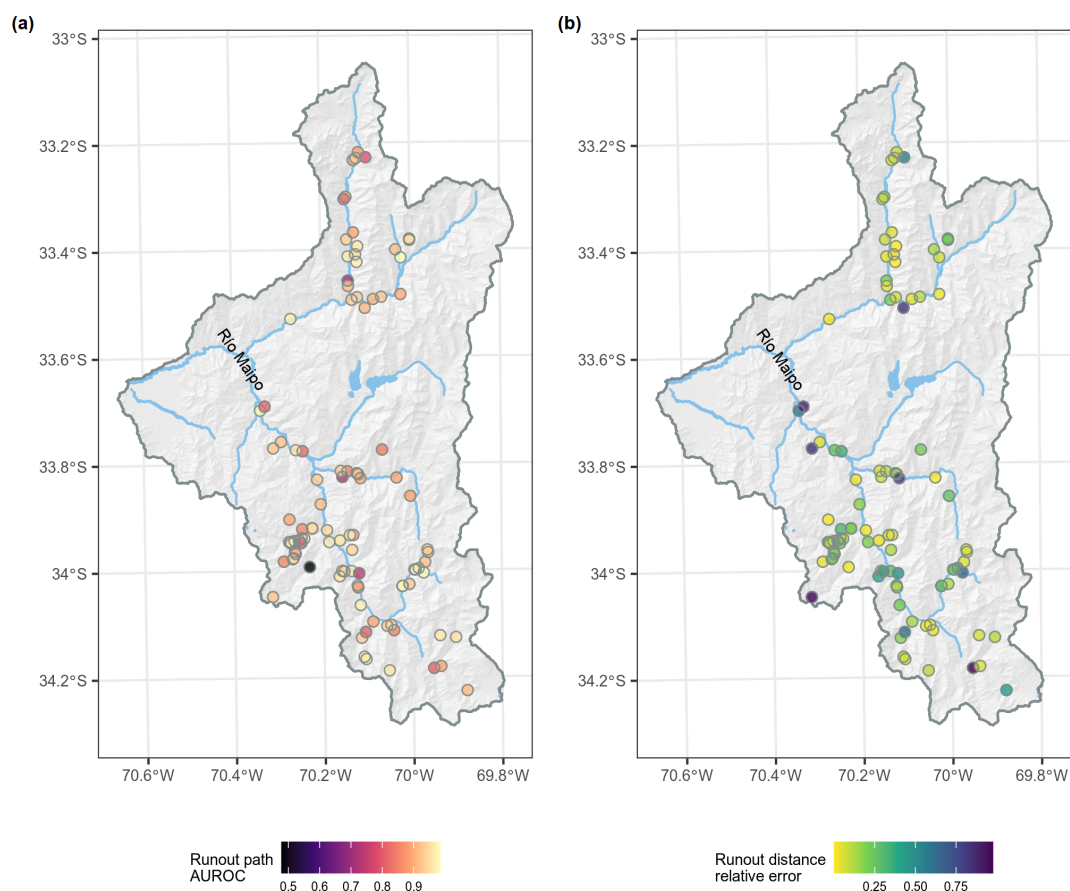 (a)
(b)
33°S
33.2°S
33.4°S
33.6°S
33.8°S
34°S
34.2°S
Río Maipo
70.6°W
70.4°W
70.2°W
70°W
69.8°W
33°S
33.2°S
33.4°S
33.6°S
33.8°S
34°S
34.2°S
Río Maipo
70.6°W
70.4°W
70.2°W
70°W
69.8°W
Runout path
AUROC
0.5 0.6 0.7 0.8 0.9
Runout distance
relative error
0.25 0.50 0.75